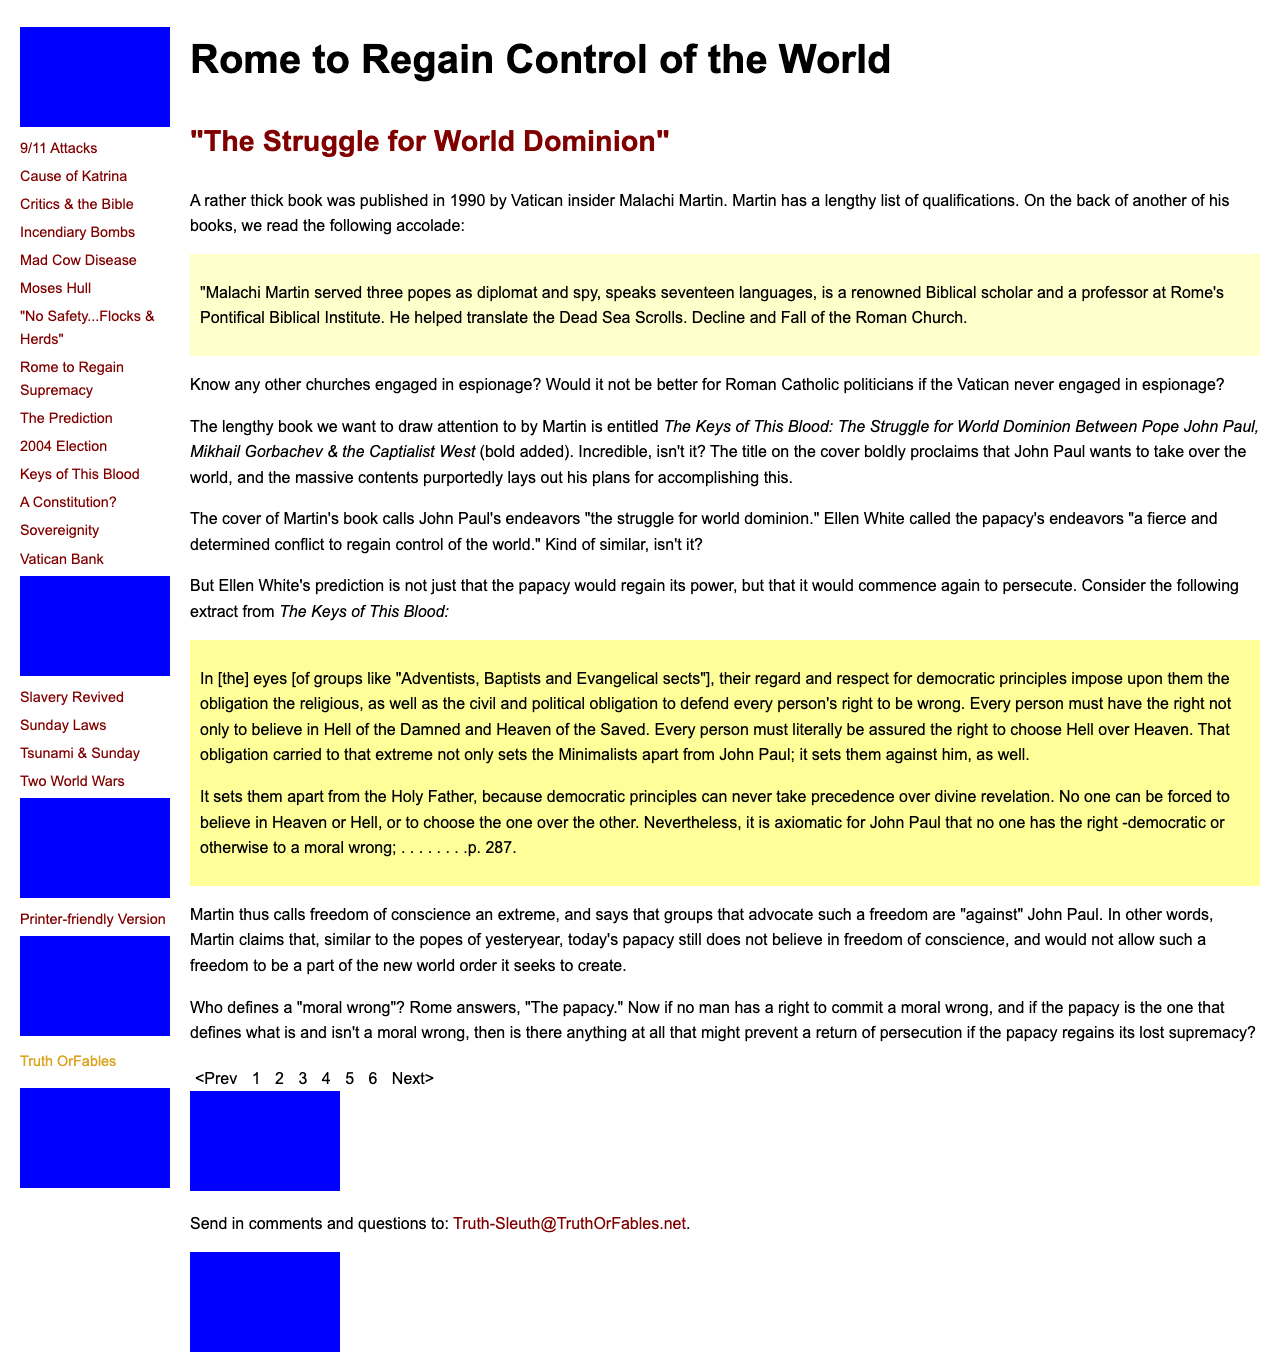 9/11 Attacks
Cause of Katrina
Critics & the Bible
Incendiary Bombs
Mad Cow Disease
Moses Hull
"No Safety...Flocks &
Herds"
Rome to Regain
Supremacy
The Prediction
2004 Election
Keys of This Blood
A Constitution?
Sovereignity
Vatican Bank
Slavery Revived
Sunday Laws
Tsunami & Sunday
Two World Wars
Printer-friendly Version
Truth OrFables
Rome to Regain Control of the World
"The Struggle for World Dominion"
A rather thick book was published in 1990 by Vatican insider Malachi Martin. Martin has a lengthy list of qualifications. On the back of another of his
books, we read the following accolade:
"Malachi Martin served three popes as diplomat and spy, speaks seventeen languages, is a renowned Biblical scholar and a professor at Rome's
Pontifical Biblical Institute. He helped translate the Dead Sea Scrolls. Decline and Fall of the Roman Church.
Know any other churches engaged in espionage? Would it not be better for Roman Catholic politicians if the Vatican never engaged in espionage?
The lengthy book we want to draw attention to by Martin is entitled The Keys of This Blood: The Struggle for World Dominion Between Pope John Paul,
Mikhail Gorbachev & the Captialist West (bold added). Incredible, isn't it? The title on the cover boldly proclaims that John Paul wants to take over the
world, and the massive contents purportedly lays out his plans for accomplishing this.
The cover of Martin's book calls John Paul's endeavors "the struggle for world dominion." Ellen White called the papacy's endeavors "a fierce and
determined conflict to regain control of the world." Kind of similar, isn't it?
But Ellen White's prediction is not just that the papacy would regain its power, but that it would commence again to persecute. Consider the following
extract from The Keys of This Blood:
In [the] eyes [of groups like "Adventists, Baptists and Evangelical sects"], their regard and respect for democratic principles impose upon them the
obligation the religious, as well as the civil and political obligation to defend every person's right to be wrong. Every person must have the right not
only to believe in Hell of the Damned and Heaven of the Saved. Every person must literally be assured the right to choose Hell over Heaven. That
obligation carried to that extreme not only sets the Minimalists apart from John Paul; it sets them against him, as well.
It sets them apart from the Holy Father, because democratic principles can never take precedence over divine revelation. No one can be forced to
believe in Heaven or Hell, or to choose the one over the other. Nevertheless, it is axiomatic for John Paul that no one has the right -democratic or
otherwise to a moral wrong; . . . . . . . .p. 287.
Martin thus calls freedom of conscience an extreme, and says that groups that advocate such a freedom are "against" John Paul. In other words,
Martin claims that, similar to the popes of yesteryear, today's papacy still does not believe in freedom of conscience, and would not allow such a
freedom to be a part of the new world order it seeks to create.
Who defines a "moral wrong"? Rome answers, "The papacy." Now if no man has a right to commit a moral wrong, and if the papacy is the one that
defines what is and isn't a moral wrong, then is there anything at all that might prevent a return of persecution if the papacy regains its lost supremacy?
<Prev 1 2 3 4 5 6 Next>
Send in comments and questions to: Truth-Sleuth@TruthOrFables.net.